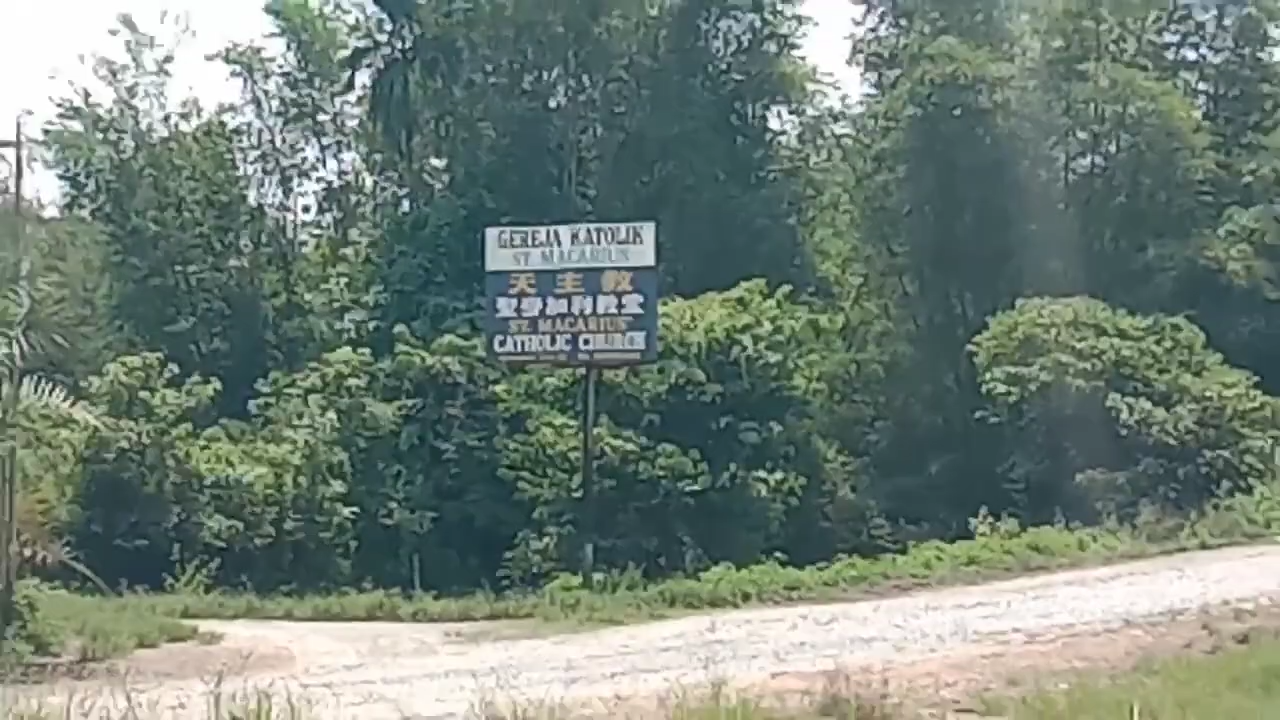 GEREJA KATOLIK
ST. MACARIUS
天主教
聖麥加利教堂
ST. MACARIUS
CATHOLIC CHURCH